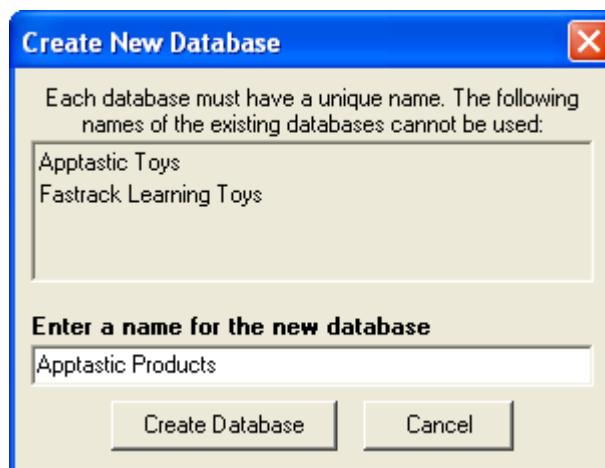 Create New Database
Each database must have a unique name. The following
names of the existing databases cannot be used:
Apptastic Toys
Fastrack Learning Toys
Enter a name for the new database
Apptastic Products
Create Database
Cancel